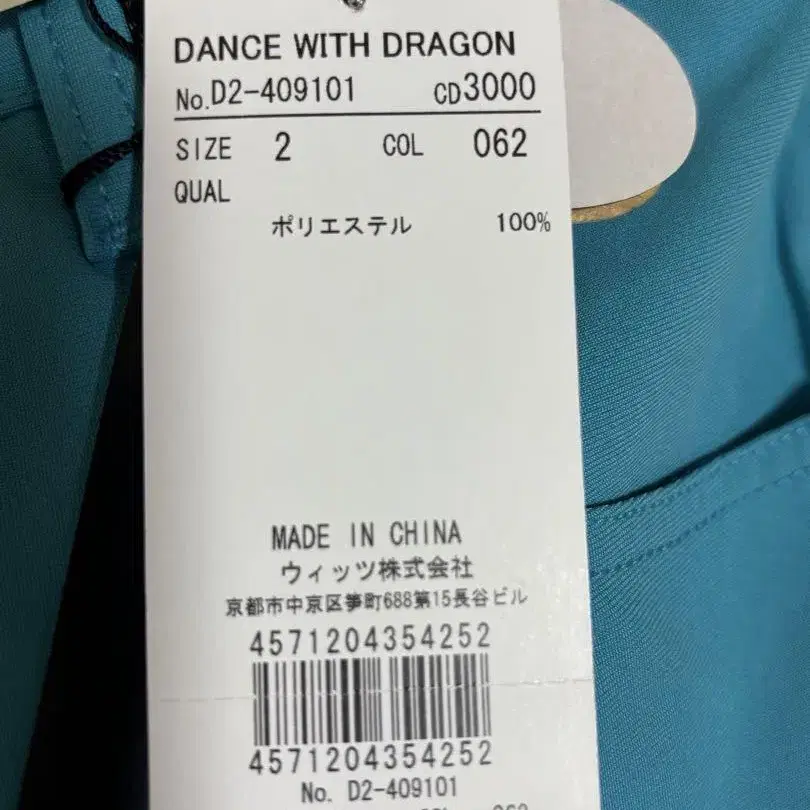 DANCE WITH DRAGON
No.D2-409101 CD3000
SIZE 2 COL 062
QUAL
ポリエステル 100%
MADE IN CHINA
ウィッツ株式会社
京都市中京区笋町688第15長谷ビル
4571204354252
4571204354252
No. D2-409101